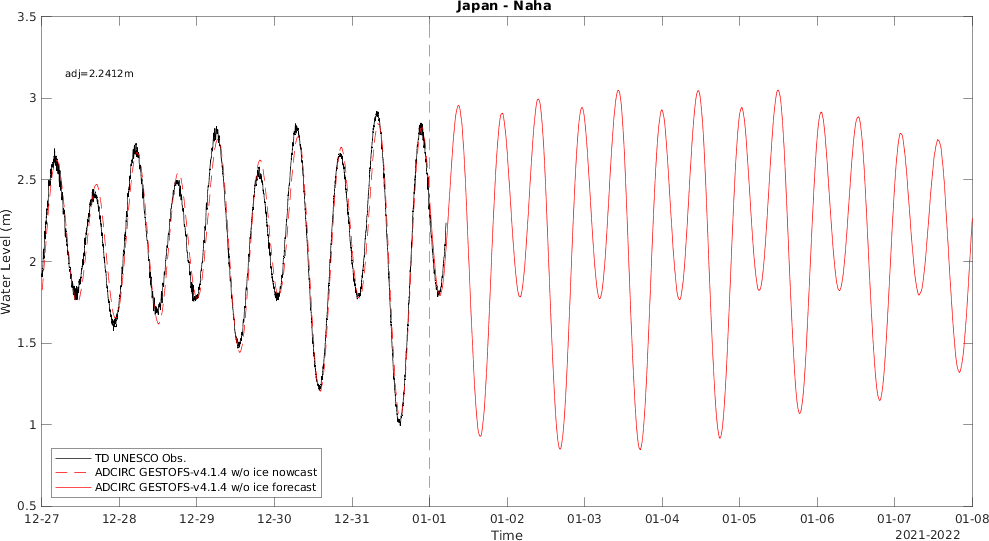 Japan - Naha
3.5
3
2.5
2
1.5
1
0.5
Water Level (m)
adj=2.2412m
TD UNESCO Obs.
ADCIRC GESTOFS-v4.1.4 w/o ice nowcast
ADCIRC GESTOFS-v4.1.4 w/o ice forecast
12-27 12-28 12-29 12-30 12-31 01-01 01-02 01-03 01-04 01-05 01-06 01-07 01-08
Time
2021-2022